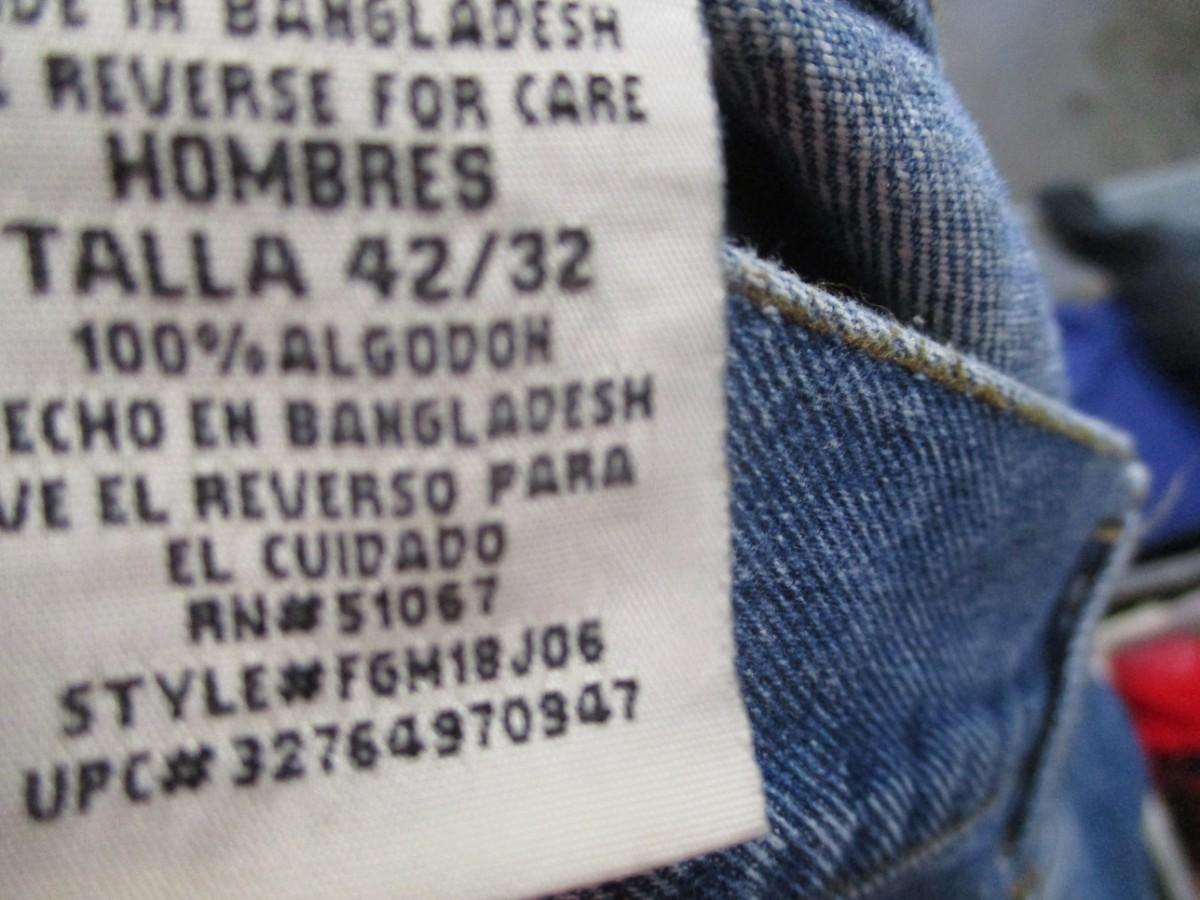 MADE IN BANGLADESH
REVERSE FOR CARE
HOMBRES
TALLA 42/32
100% ALGODON
ECHO EN BANGLADESH
VE EL REVERSO PARA
EL CUIDADO
RN#51067
STYLE#FGM18J06
UPC#32764970947